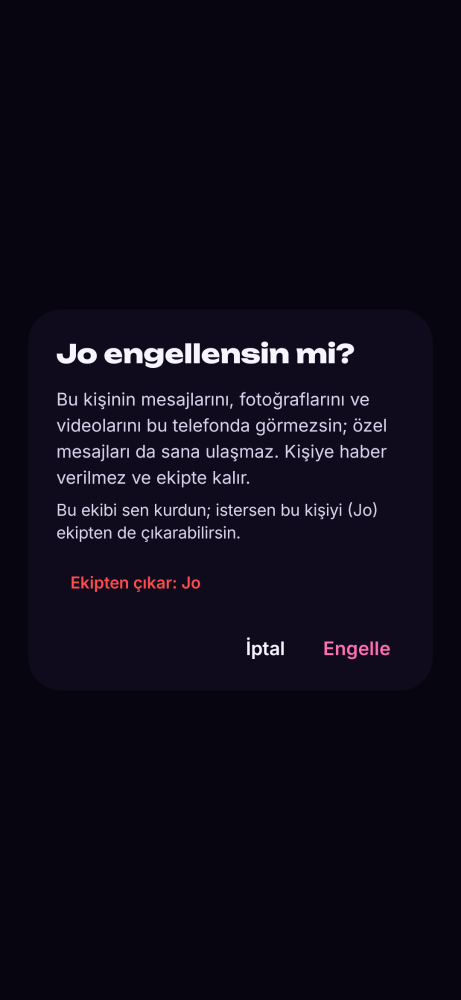 Jo engellensin mi?
Bu kişinin mesajlarını, fotoğraflarını ve
videolarını bu telefonda görmezsin; özel
mesajları da sana ulaşmaz. Kişiye haber
verilmez ve ekipte kalır.
Bu ekibi sen kurdun; istersen bu kişiyi (Jo)
ekipten de çıkarabilirsin.
Ekipten çıkar: Jo
İptal
Engelle